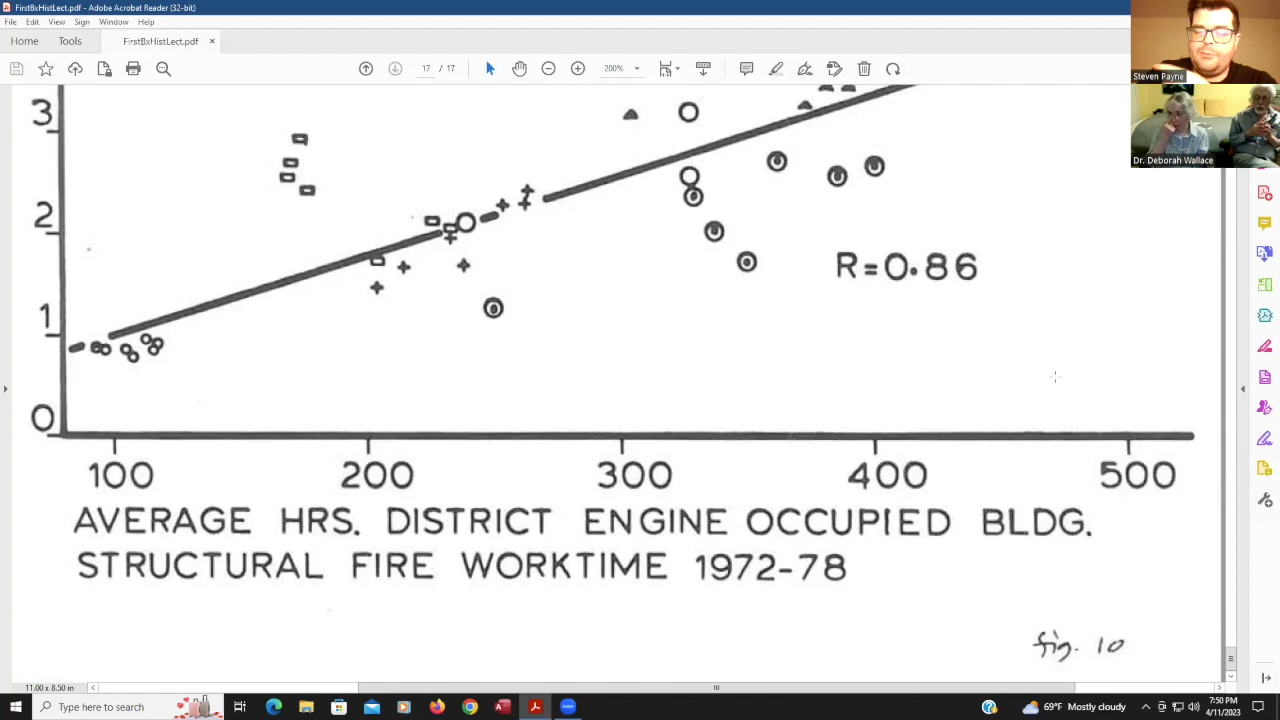 FirstBxHistLect.pdf - Adobe Acrobat Reader (32-bit)
File Edit View Sign Window Help
Home Tools FirstBxHistLect.pdf ×
17 / 17 200%
Steven Payne
Dr. Deborah Wallace
3
2
1
0
R=0.86
100 200 300 400 500
AVERAGE HRS. DISTRICT ENGINE OCCUPIED BLDG.
STRUCTURAL FIRE WORKTIME 1972-78
fig. 10
11.00 x 8.50 in
Type here to search
69°F Mostly cloudy
7:50 PM
4/11/2023